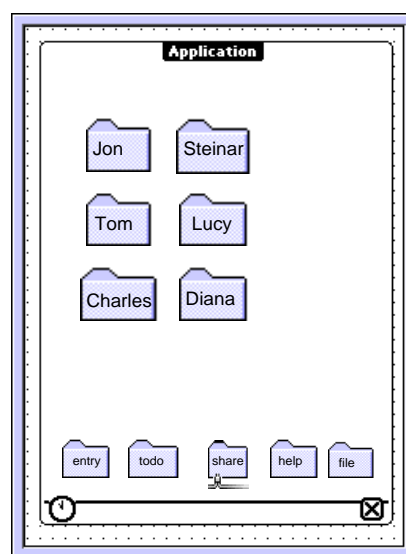 Application
Jon Steinar
Tom Lucy
Charles Diana
entry todo share help file